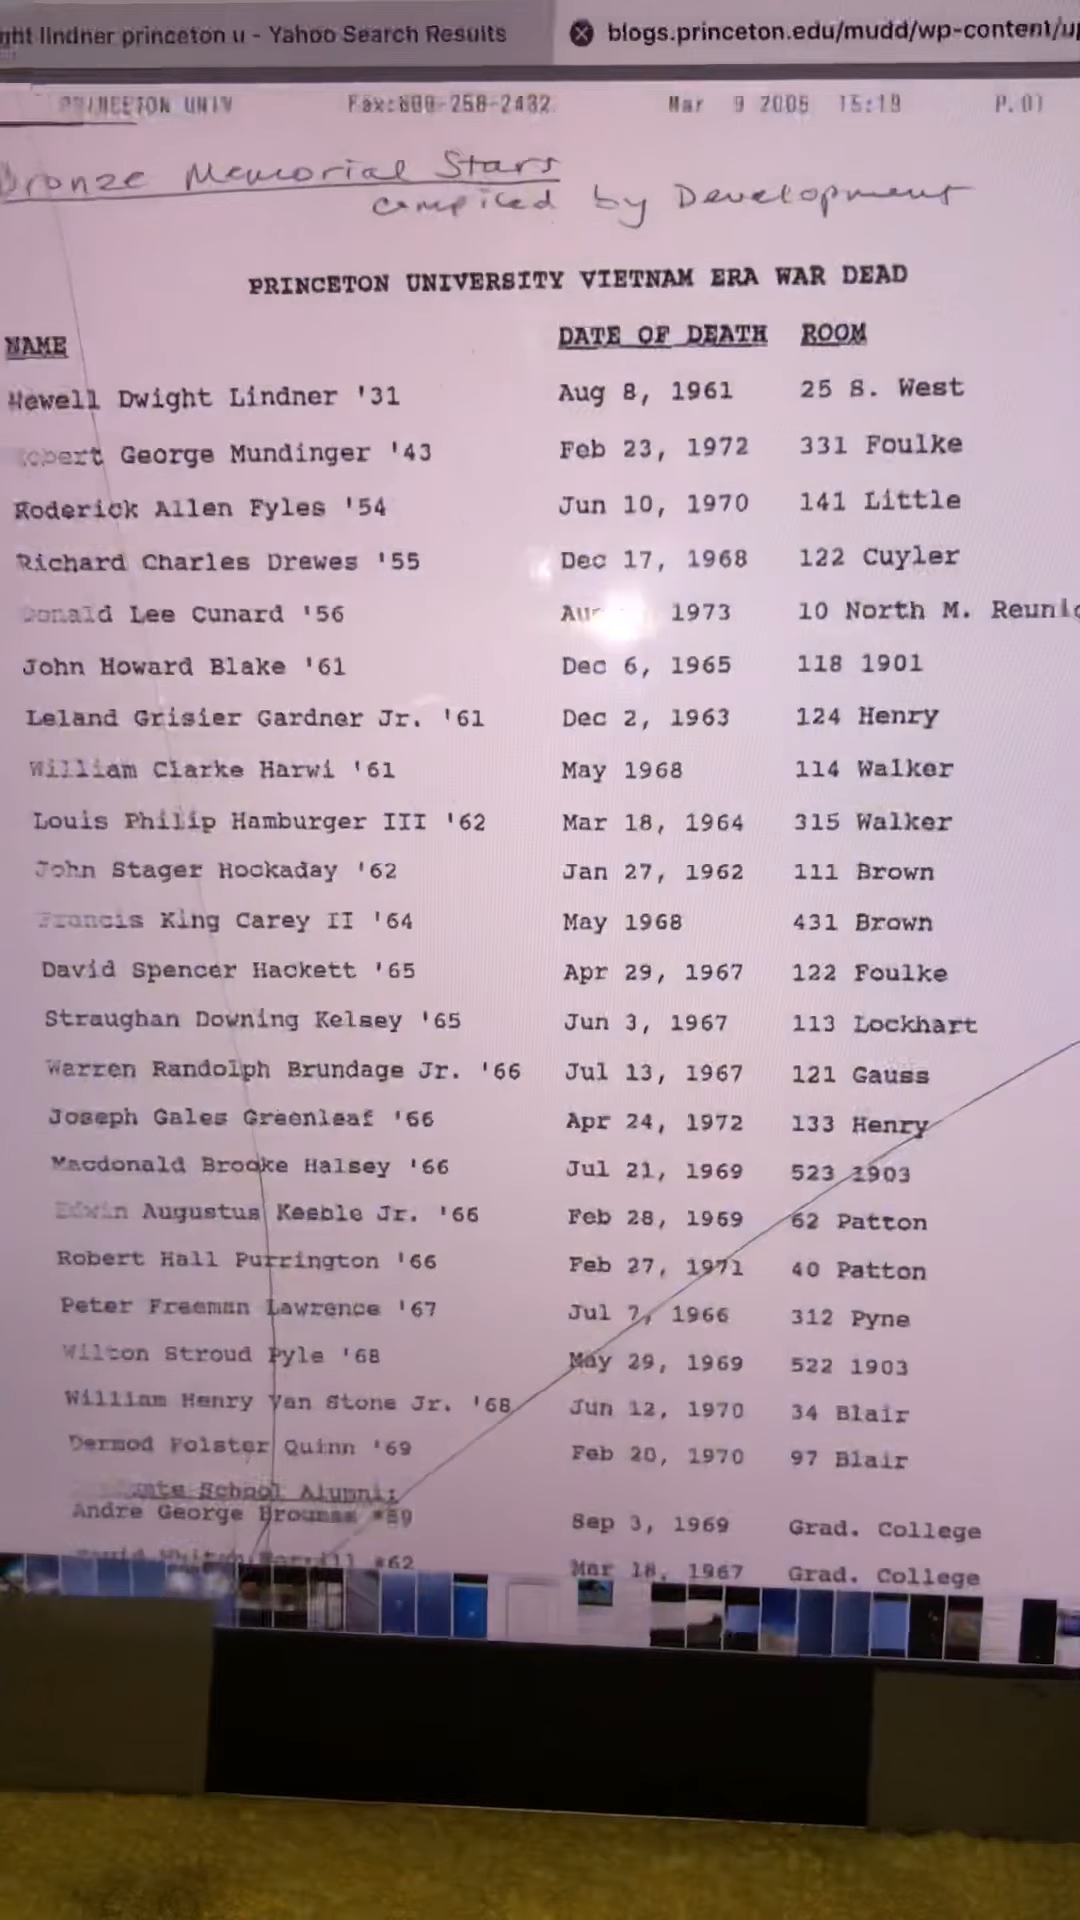 ght lindner princeton u - Yahoo Search Results
blogs.princeton.edu/mudd/wp-content/up
PRINCETON UNIV Fax:609-258-2432 Mar 9 2005 15:19 P.01
Bronze Memorial Stars
compiled by Development
PRINCETON UNIVERSITY VIETNAM ERA WAR DEAD
NAME DATE OF DEATH ROOM
Newell Dwight Lindner '31 Aug 8, 1961 25 S. West
Robert George Mundinger '43 Feb 23, 1972 331 Foulke
Roderick Allen Fyles '54 Jun 10, 1970 141 Little
Richard Charles Drewes '55 Dec 17, 1968 122 Cuyler
Donald Lee Cunard '56 Aug 1973 10 North M. Reunio
John Howard Blake '61 Dec 6, 1965 118 1901
Leland Grisier Gardner Jr. '61 Dec 2, 1963 124 Henry
William Clarke Harwi '61 May 1968 114 Walker
Louis Philip Hamburger III '62 Mar 18, 1964 315 Walker
John Stager Hockaday '62 Jan 27, 1962 111 Brown
Francis King Carey II '64 May 1968 431 Brown
David Spencer Hackett '65 Apr 29, 1967 122 Foulke
Straughan Downing Kelsey '65 Jun 3, 1967 113 Lockhart
Warren Randolph Brundage Jr. '66 Jul 13, 1967 121 Gauss
Joseph Gales Greenleaf '66 Apr 24, 1972 133 Henry
Macdonald Brooke Halsey '66 Jul 21, 1969 523 1903
Edwin Augustus Keeble Jr. '66 Feb 28, 1969 62 Patton
Robert Hall Purrington '66 Feb 27, 1971 40 Patton
Peter Freeman Lawrence '67 Jul 7, 1966 312 Pyne
Wilton Stroud Pyle '68 May 29, 1969 522 1903
William Henry Van Stone Jr. '68 Jun 12, 1970 34 Blair
Dermod Folster Quinn '69 Feb 20, 1970 97 Blair
School Alumni:
Andre George Sep 3, 1969 Grad. College
David *62 Mar 18, 1967 Grad. College